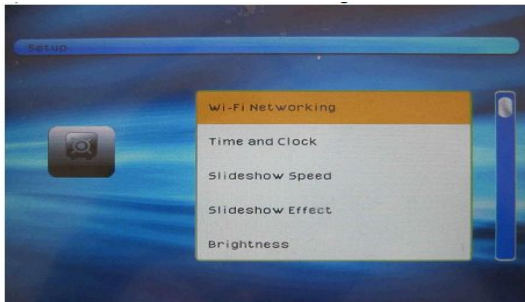 Setup
Wi-Fi Networking
Time and Clock
Slideshow Speed
Slideshow Effect
Brightness